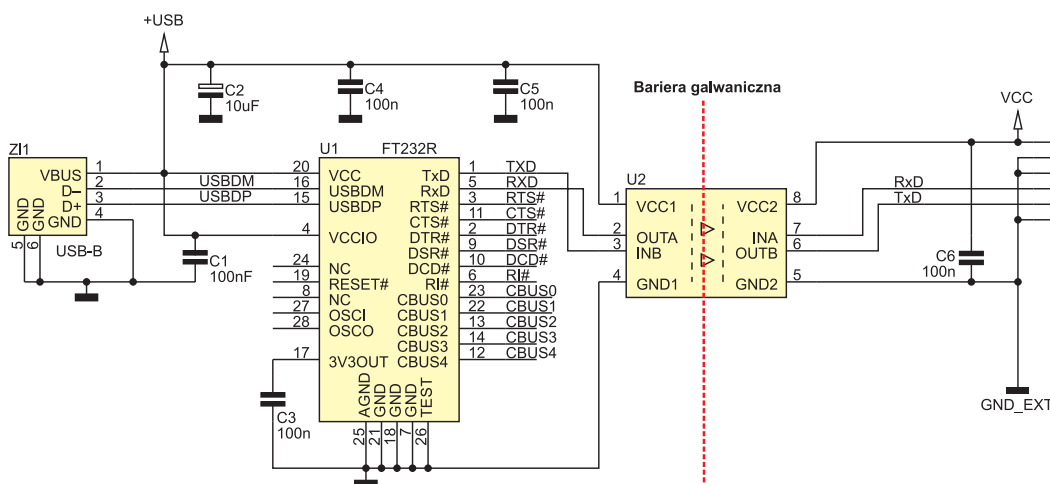 +USB
C2
10uF
C4
100n
C5
100n
Bariera galwaniczna
VCC
ZI1
VBUS 1
D− 2 USBDM
D+ 3 USBDP
GND 4
GND
GND
5
6
USB-B
C1
100nF
U1 FT232R
20 VCC
16 USBDM
15 USBDP
4 VCCIO
24 NC
19 RESET#
8 NC
27 OSCI
28 OSCO
17 3V3OUT
TxD 1 TXD
RxD 5 RXD
RTS# 3 RTS#
CTS# 11 CTS#
DTR# 2 DTR#
DSR# 9 DSR#
DCD# 10 DCD#
RI# 6 RI#
CBUS0 23 CBUS0
CBUS1 22 CBUS1
CBUS2 13 CBUS2
CBUS3 14 CBUS3
CBUS4 12 CBUS4
AGND
GND
GND
GND
TEST
25
21
18
7
26
C3
100n
U2
1 VCC1
2 OUTA
3 INB
4 GND1
VCC2 8
INA 7 RxD
OUTB 6 TxD
GND2 5
C6
100n
GND_EXT